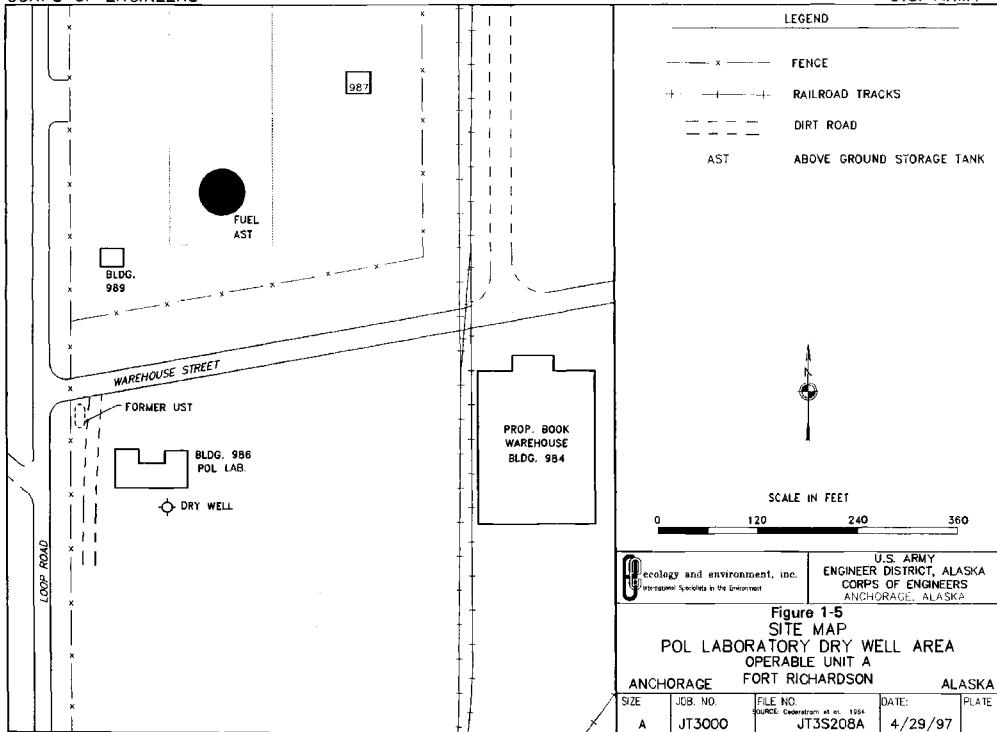 LEGEND
x FENCE
RAILROAD TRACKS
DIRT ROAD
AST ABOVE GROUND STORAGE TANK
987
FUEL
AST
BLDG.
989
WAREHOUSE STREET
FORMER UST
BLDG. 986
POL LAB.
DRY WELL
LOOP ROAD
PROP. BOOK
WAREHOUSE
BLDG. 984
N
SCALE IN FEET
0 120 240 360
ecology and environment, inc.
International Specialists in the Environment
U.S. ARMY
ENGINEER DISTRICT, ALASKA
CORPS OF ENGINEERS
ANCHORAGE, ALASKA
Figure 1-5
SITE MAP
POL LABORATORY DRY WELL AREA
OPERABLE UNIT A
ANCHORAGE FORT RICHARDSON ALASKA
SIZE JOB. NO. FILE NO. DATE: PLATE
SOURCE: Cederstrom et al. 1964
A JT3000 JT3S208A 4/29/97